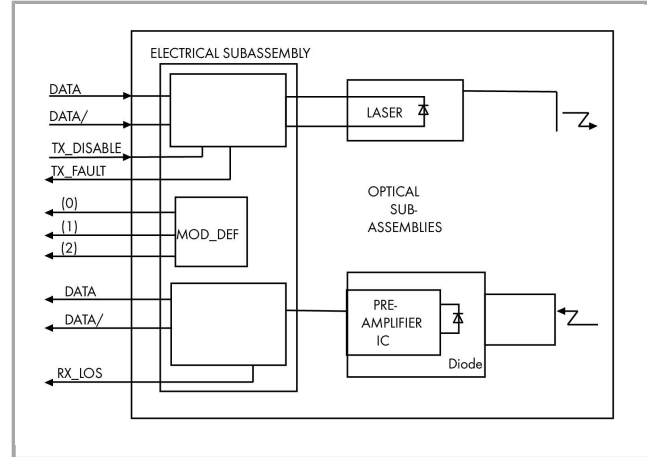 ELECTRICAL SUBASSEMBLY
DATA
DATA/
TX_DISABLE
TX_FAULT
LASER
(0)
(1)
(2)
MOD_DEF
OPTICAL
SUB-
ASSEMBLIES
DATA
DATA/
RX_LOS
PRE-
AMPLIFIER
IC
Diode